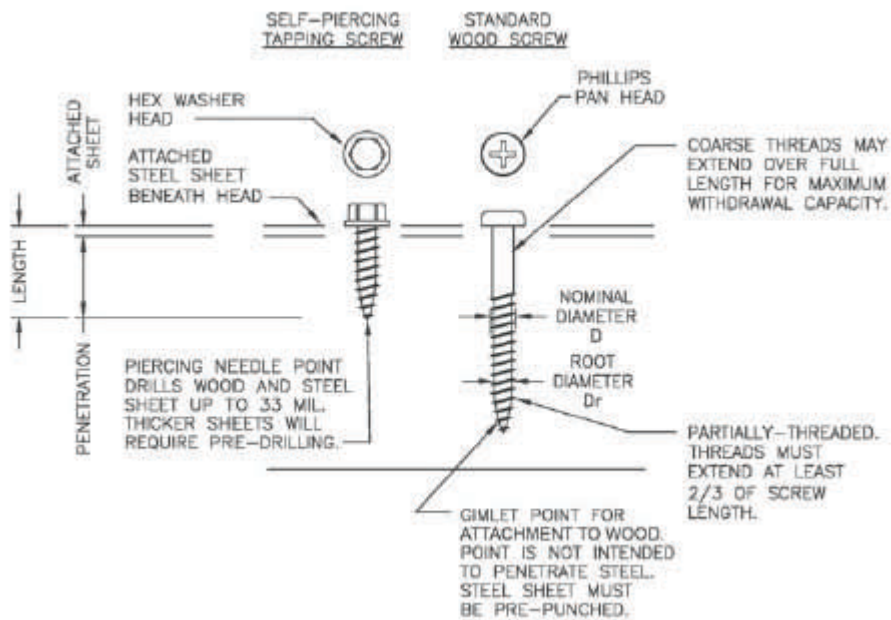 SELF-PIERCING
TAPPING SCREW
STANDARD
WOOD SCREW
HEX WASHER
HEAD
PHILLIPS
PAN HEAD
ATTACHED
SHEET
ATTACHED
STEEL SHEET
BENEATH HEAD
COARSE THREADS MAY
EXTEND OVER FULL
LENGTH FOR MAXIMUM
WITHDRAWAL CAPACITY.
LENGTH
PENETRATION
NOMINAL
DIAMETER
D
ROOT
DIAMETER
Dr
PIERCING NEEDLE POINT
DRILLS WOOD AND STEEL
SHEET UP TO 33 MIL.
THICKER SHEETS WILL
REQUIRE PRE-DRILLING.
PARTIALLY-THREADED.
THREADS MUST
EXTEND AT LEAST
2/3 OF SCREW
LENGTH.
GIMLET POINT FOR
ATTACHMENT TO WOOD.
POINT IS NOT INTENDED
TO PENETRATE STEEL.
STEEL SHEET MUST
BE PRE-PUNCHED.